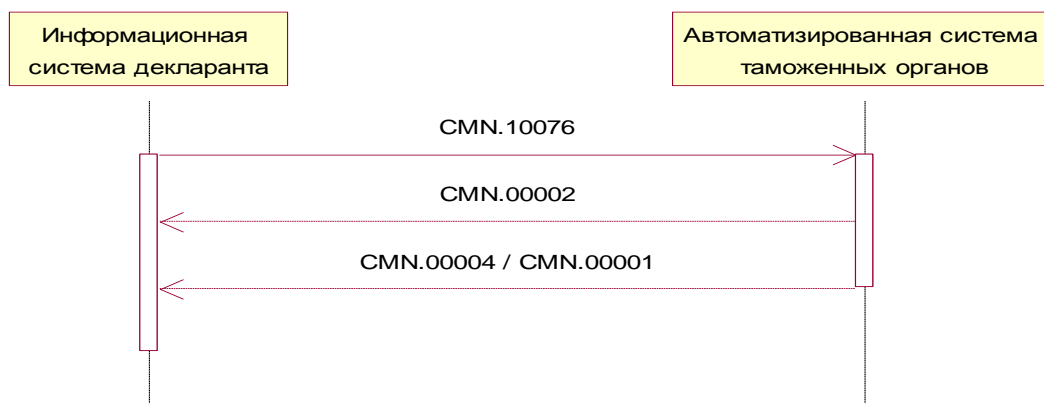 Информационная
система декларанта
Автоматизированная система
таможенных органов
CMN.10076
CMN.00002
CMN.00004 / CMN.00001